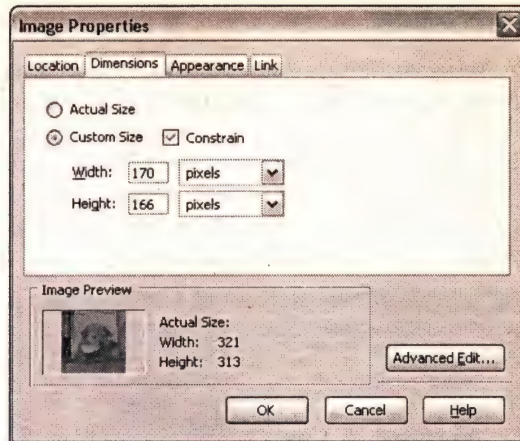 Image Properties
Location Dimensions Appearance Link
Actual Size
Custom Size Constrain
Width: 170 pixels
Height: 166 pixels
Image Preview
Actual Size:
Width: 321
Height: 313
Advanced Edit...
OK Cancel Help